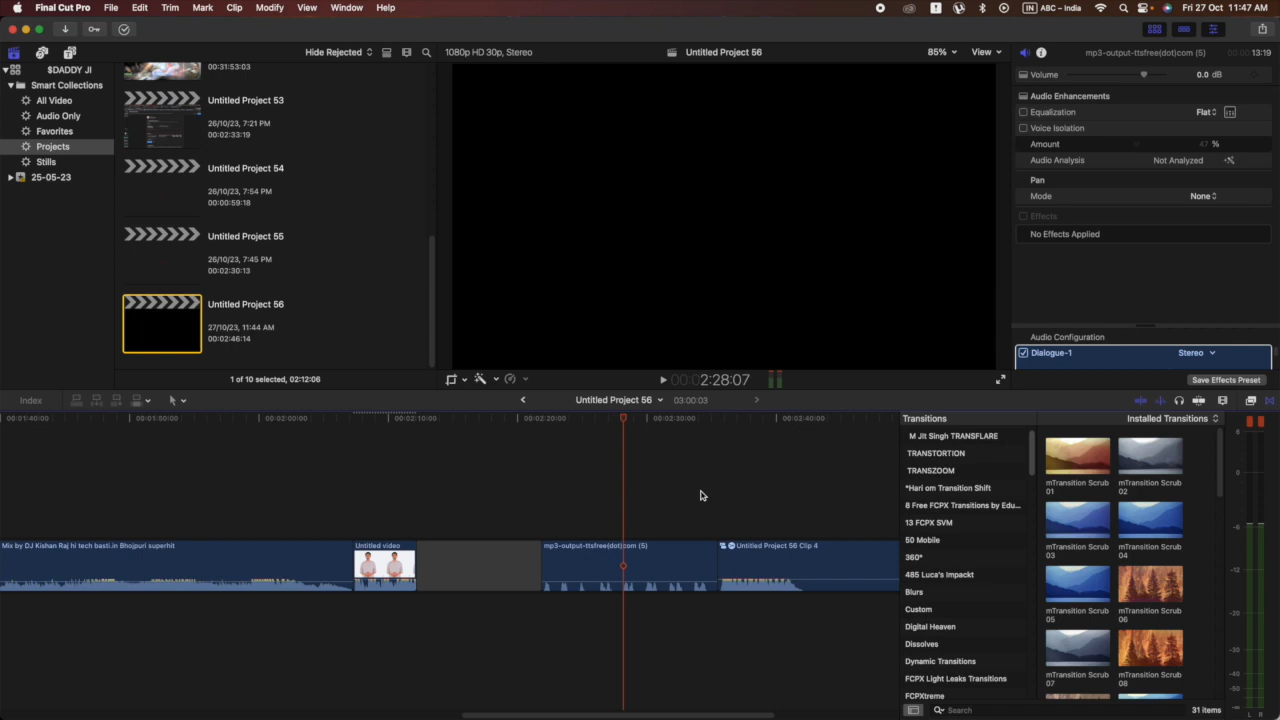 Final Cut Pro File Edit Trim Mark Clip Modify View Window Help
IN ABC – India Fri 27 Oct 11:47 AM
Hide Rejected
1080p HD 30p, Stereo
Untitled Project 56
85% View
mp3-output-ttsfree(dot)com (5)
00:00:13:19
$DADDY JI
Smart Collections
All Video
Audio Only
Favorites
Projects
Stills
25-05-23
00:31:53:03
Untitled Project 53
26/10/23, 7:21 PM
00:02:33:19
Untitled Project 54
26/10/23, 7:54 PM
00:00:59:18
Untitled Project 55
26/10/23, 7:45 PM
00:02:30:13
Untitled Project 56
27/10/23, 11:44 AM
00:02:46:14
1 of 10 selected, 02:12:06
00:00:2:28:07
Volume 0.0 dB
Audio Enhancements
Equalization Flat
Voice Isolation
Amount 47 %
Audio Analysis Not Analyzed
Pan
Mode None
Effects
No Effects Applied
Audio Configuration
Dialogue-1 Stereo
Save Effects Preset
Index
Untitled Project 56 03:00:03
00:01:40:00 00:01:50:00 00:02:00:00 00:02:10:00 00:02:20:00 00:02:30:00 00:02:40:00
Mix by DJ Kishan Raj hi tech basti.in Bhojpuri superhit
Untitled video
mp3-output-ttsfree(dot)com (5)
Untitled Project 56 Clip 4
Transitions
Installed Transitions
M Jit Singh TRANSFLARE
TRANSTORTION
TRANSZOOM
*Hari om Transition Shift
8 Free FCPX Transitions by Edu...
13 FCPX SVM
50 Mobile
360°
485 Luca's Impackt
Blurs
Custom
Digital Heaven
Dissolves
Dynamic Transitions
FCPX Light Leaks Transitions
FCPXtreme
mTransition Scrub 01
mTransition Scrub 02
mTransition Scrub 03
mTransition Scrub 04
mTransition Scrub 05
mTransition Scrub 06
mTransition Scrub 07
mTransition Scrub 08
Search
31 items
6
0
-6
-12
-20
-30
-40
-50
-∞
L R